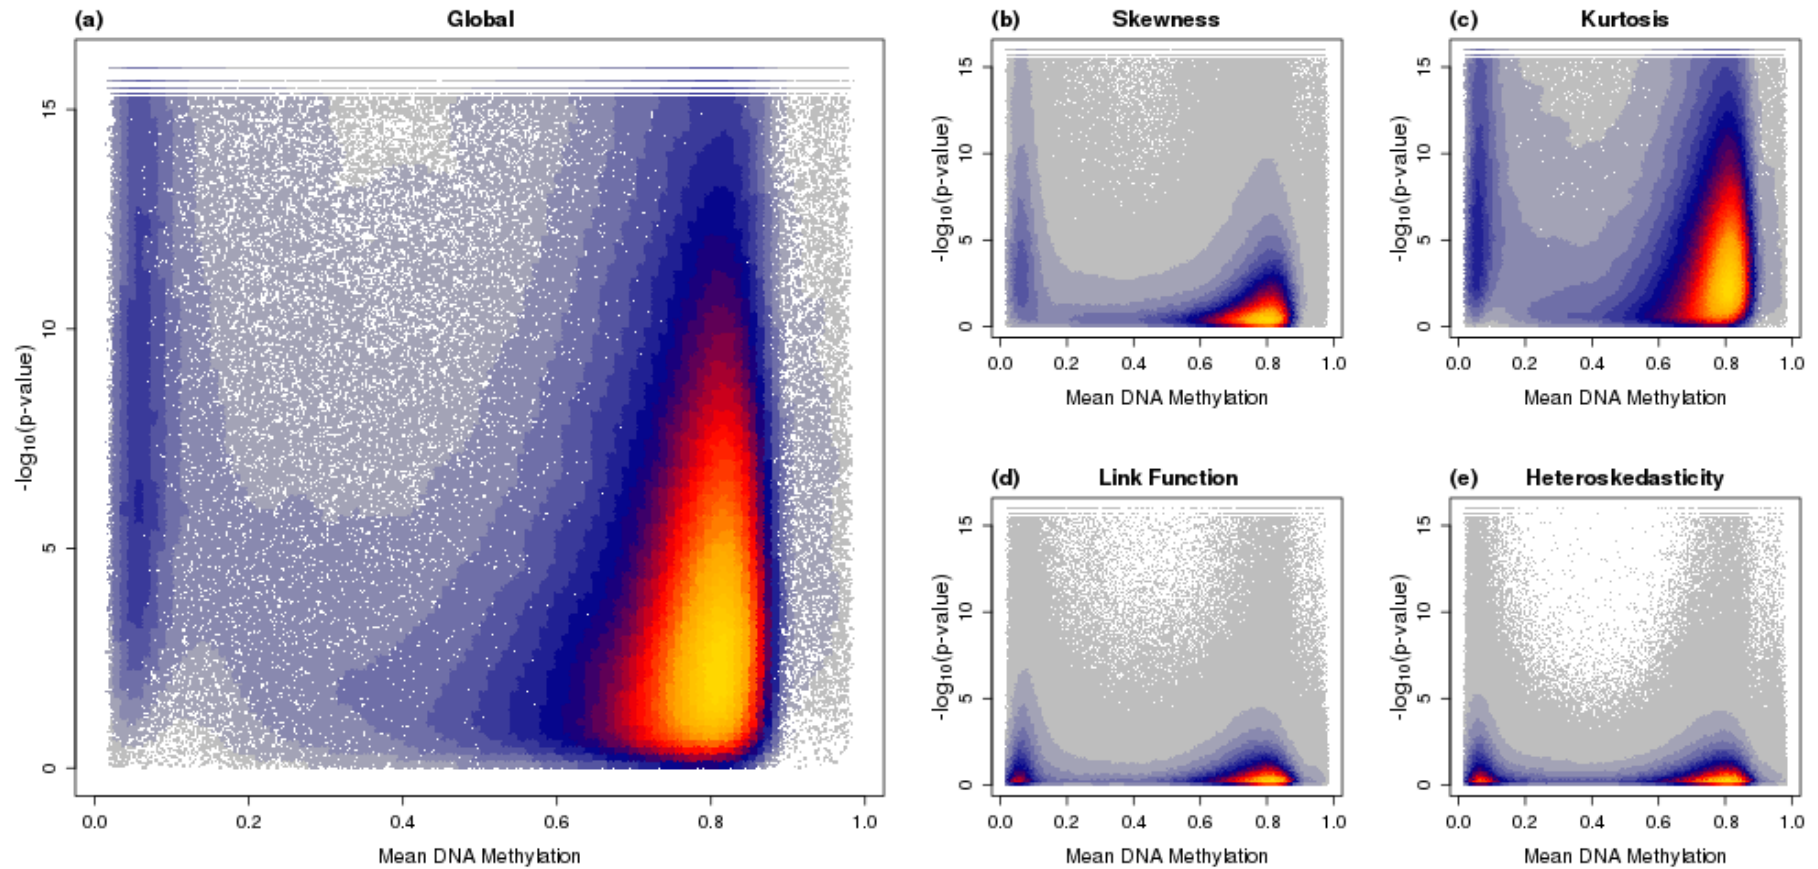 (a) Global
15
10
5
0
-log₁₀(p-value)
0.0 0.2 0.4 0.6 0.8 1.0
Mean DNA Methylation
(b) Skewness
15
10
5
0
-log₁₀(p-value)
0.0 0.2 0.4 0.6 0.8 1.0
Mean DNA Methylation
(c) Kurtosis
15
10
5
0
-log₁₀(p-value)
0.0 0.2 0.4 0.6 0.8 1.0
Mean DNA Methylation
(d) Link Function
15
10
5
0
-log₁₀(p-value)
0.0 0.2 0.4 0.6 0.8 1.0
Mean DNA Methylation
(e) Heteroskedasticity
15
10
5
0
-log₁₀(p-value)
0.0 0.2 0.4 0.6 0.8 1.0
Mean DNA Methylation